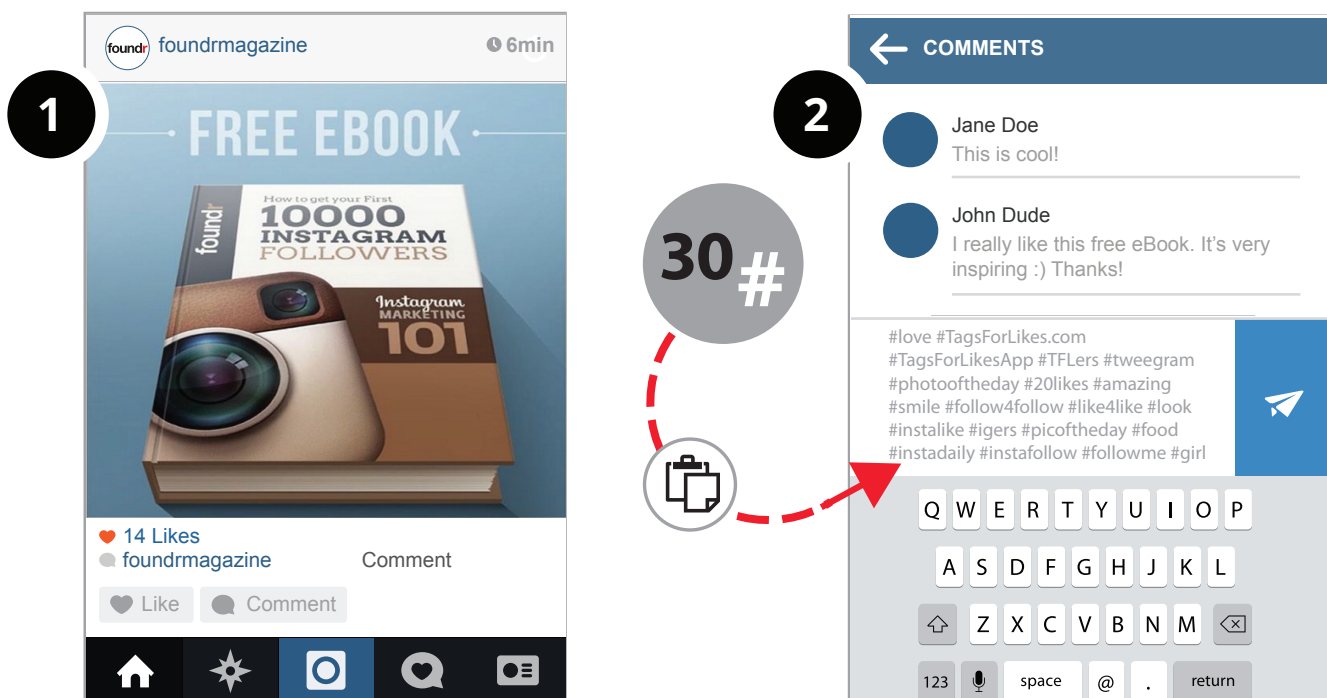 1
foundr
foundrmagazine
6min
FREE EBOOK
foundr
How to get your First
10000
INSTAGRAM
FOLLOWERS
Instagram
MARKETING
101
14 Likes
foundrmagazine Comment
Like Comment
30#
2
COMMENTS
Jane Doe
This is cool!
John Dude
I really like this free eBook. It's very
inspiring :) Thanks!
#love #TagsForLikes.com
#TagsForLikesApp #TFLers #tweegram
#photooftheday #20likes #amazing
#smile #follow4follow #like4like #look
#instalike #igers #picoftheday #food
#instadaily #instafollow #followme #girl
Q W E R T Y U I O P
A S D F G H J K L
Z X C V B N M
123 space @ . return